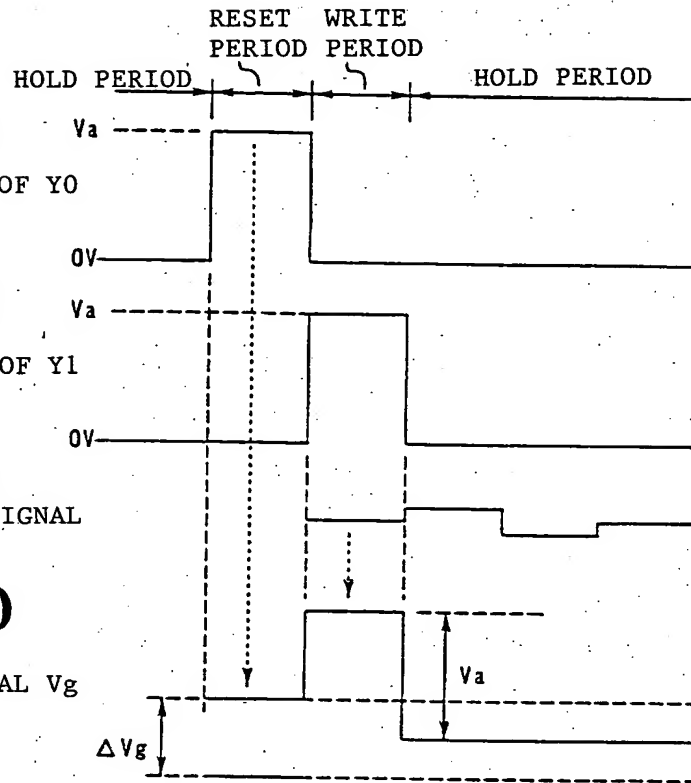 RESET WRITE
PERIOD PERIOD
HOLD PERIOD HOLD PERIOD
Va
OF Y0
0V
Va
OF Y1
0V
IGNAL
Va
AL Vg
ΔVg